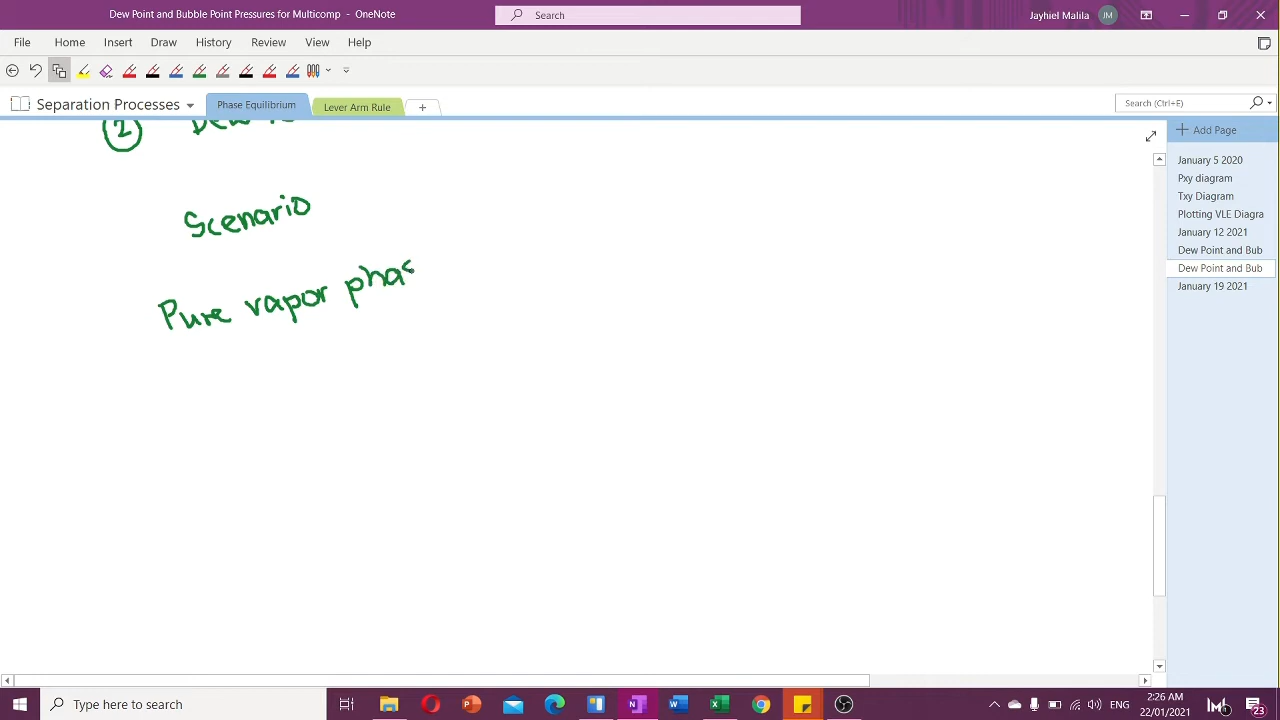 Dew Point and Bubble Point Pressures for Multicomp - OneNote
Search
Jayhiel Malila JM
File Home Insert Draw History Review View Help
Separation Processes Phase Equilibrium Lever Arm Rule
Search (Ctrl+E)
Add Page
January 5 2020
Pxy diagram
Txy Diagram
Plotting VLE Diagra
January 12 2021
Dew Point and Bub
Dew Point and Bub
January 19 2021
2
Scenario
Pure vapor phas
Type here to search
ENG
2:26 AM
22/01/2021
23